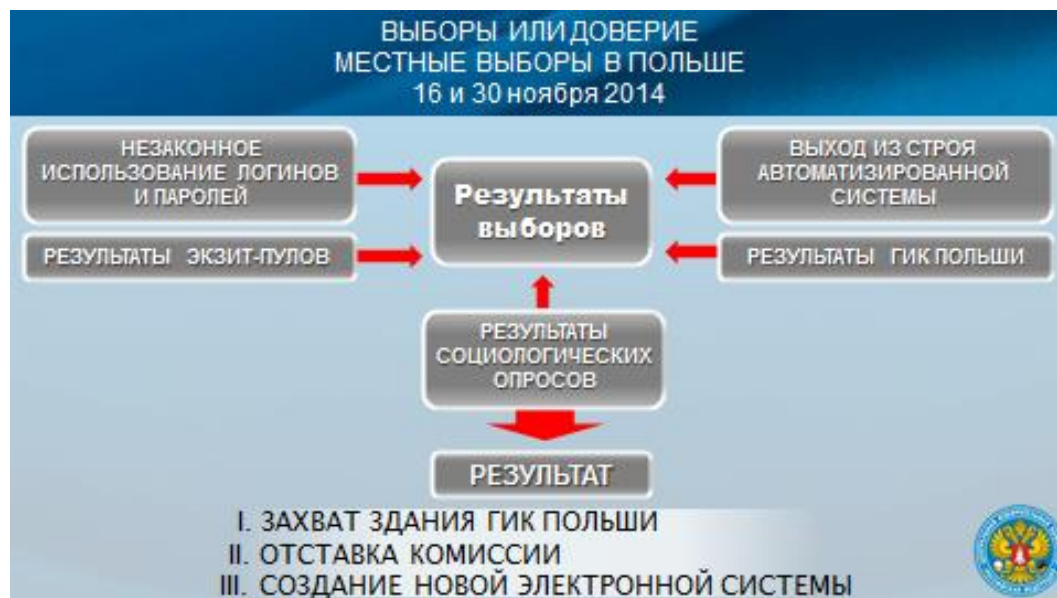 ВЫБОРЫ ИЛИ ДОВЕРИЕ
МЕСТНЫЕ ВЫБОРЫ В ПОЛЬШЕ
16 и 30 ноября 2014
НЕЗАКОННОЕ
ИСПОЛЬЗОВАНИЕ ЛОГИНОВ
И ПАРОЛЕЙ
РЕЗУЛЬТАТЫ ЭКЗИТ-ПУЛОВ
Результаты
выборов
ВЫХОД ИЗ СТРОЯ
АВТОМАТИЗИРОВАННОЙ
СИСТЕМЫ
РЕЗУЛЬТАТЫ ГИК ПОЛЬШИ
РЕЗУЛЬТАТЫ
СОЦИОЛОГИЧЕСКИХ
ОПРОСОВ
РЕЗУЛЬТАТ
I. ЗАХВАТ ЗДАНИЯ ГИК ПОЛЬШИ
II. ОТСТАВКА КОМИССИИ
III. СОЗДАНИЕ НОВОЙ ЭЛЕКТРОННОЙ СИСТЕМЫ